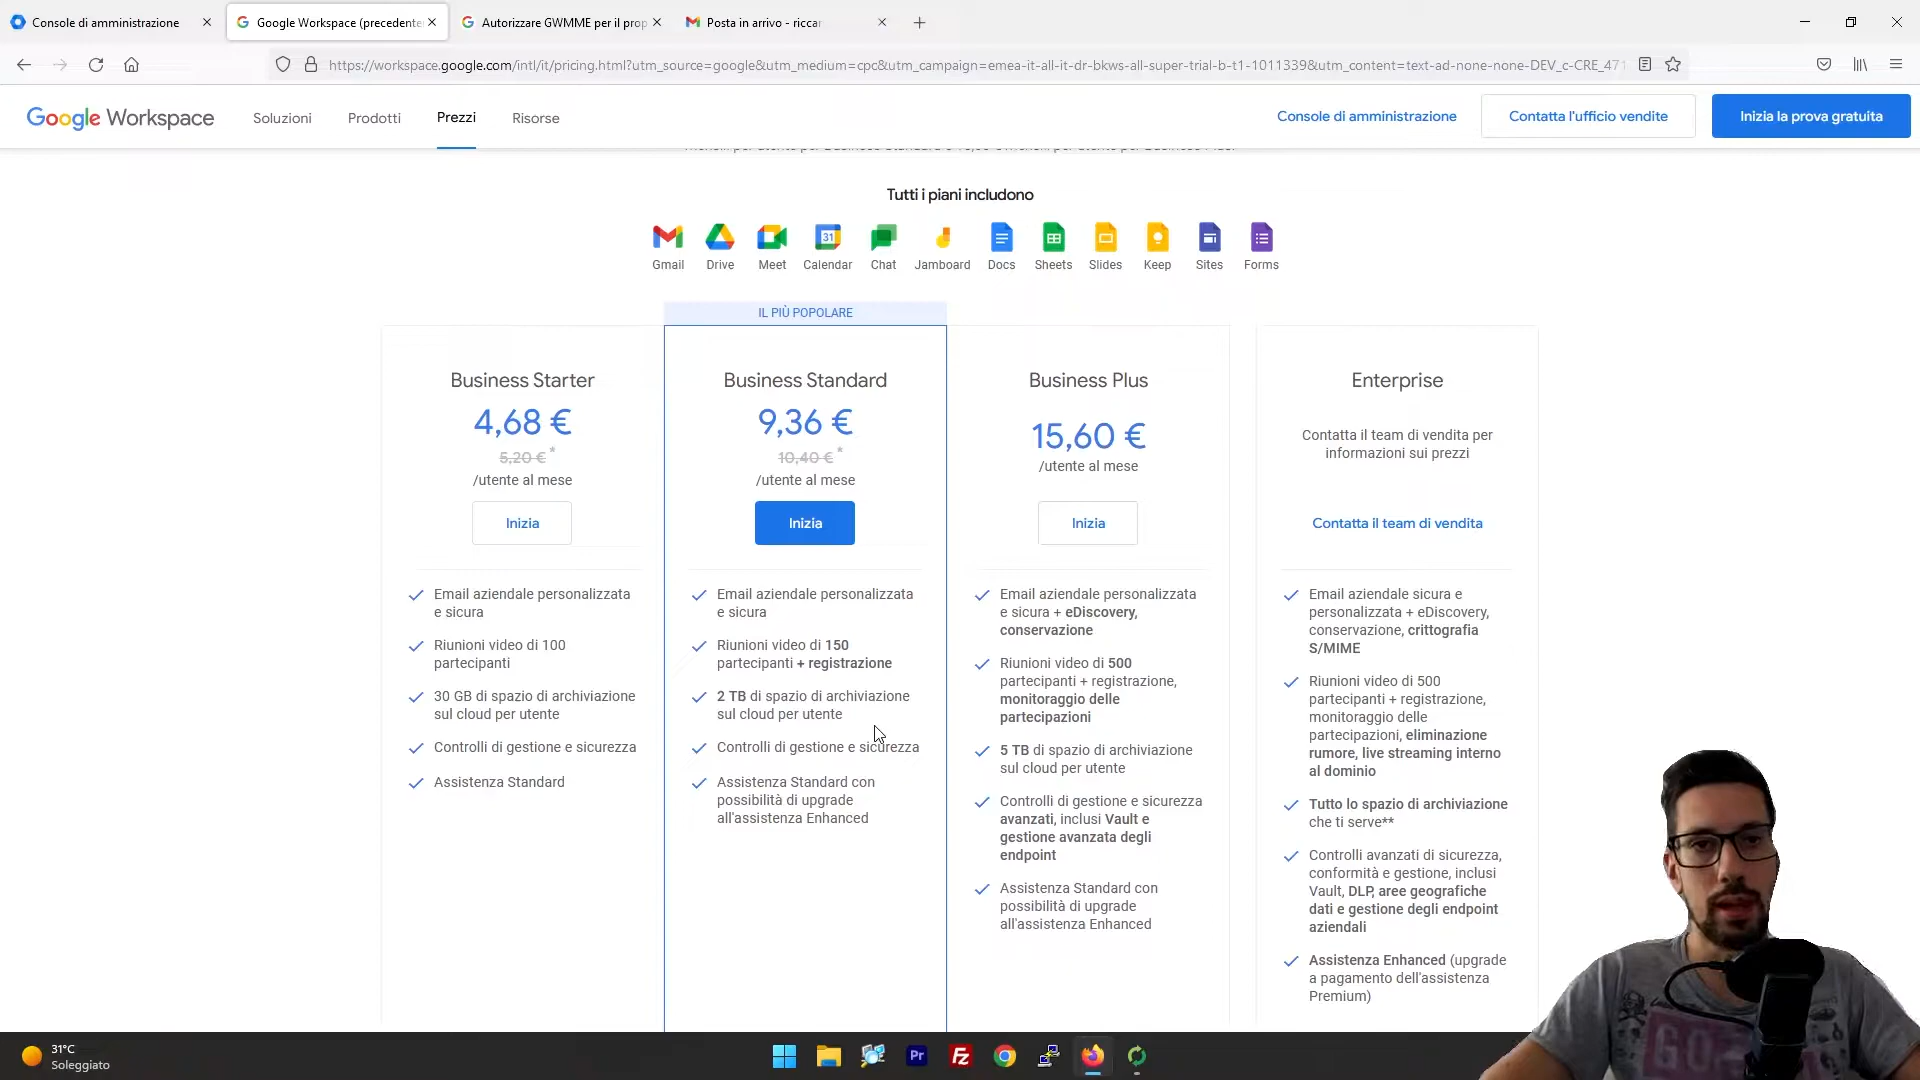 Console di amministrazione
Google Workspace (precedente
Autorizzare GWMME per il prop
Posta in arrivo - riccar
https://workspace.google.com/intl/it/pricing.html?utm_source=google&utm_medium=cpc&utm_campaign=emea-it-all-it-dr-bkws-all-super-trial-b-t1-1011339&utm_content=text-ad-none-none-DEV_c-CRE_471
Google Workspace
Soluzioni
Prodotti
Prezzi
Risorse
Console di amministrazione
Contatta l'ufficio vendite
Inizia la prova gratuita
Tutti i piani includono
31
Gmail
Drive
Meet
Calendar
Chat
Jamboard
Docs
Sheets
Slides
Keep
Sites
Forms
IL PIÙ POPOLARE
Business Starter
4,68 €
5,20 € *
/utente al mese
Inizia
Email aziendale personalizzata
e sicura
Riunioni video di 100
partecipanti
30 GB di spazio di archiviazione
sul cloud per utente
Controlli di gestione e sicurezza
Assistenza Standard
Business Standard
9,36 €
10,40 € *
/utente al mese
Inizia
Email aziendale personalizzata
e sicura
Riunioni video di 150
partecipanti + registrazione
2 TB di spazio di archiviazione
sul cloud per utente
Controlli di gestione e sicurezza
Assistenza Standard con
possibilità di upgrade
all'assistenza Enhanced
Business Plus
15,60 €
/utente al mese
Inizia
Email aziendale personalizzata
e sicura + eDiscovery,
conservazione
Riunioni video di 500
partecipanti + registrazione,
monitoraggio delle
partecipazioni
5 TB di spazio di archiviazione
sul cloud per utente
Controlli di gestione e sicurezza
avanzati, inclusi Vault e
gestione avanzata degli
endpoint
Assistenza Standard con
possibilità di upgrade
all'assistenza Enhanced
Enterprise
Contatta il team di vendita per
informazioni sui prezzi
Contatta il team di vendita
Email aziendale sicura e
personalizzata + eDiscovery,
conservazione, crittografia
S/MIME
Riunioni video di 500
partecipanti + registrazione,
monitoraggio delle
partecipazioni, eliminazione
rumore, live streaming interno
al dominio
Tutto lo spazio di archiviazione
che ti serve**
Controlli avanzati di sicurezza,
conformità e gestione, inclusi
Vault, DLP, aree geografiche
dati e gestione degli endpoint
aziendali
Assistenza Enhanced (upgrade
a pagamento dell'assistenza
Premium)
31°C
Soleggiato
Pr
Fz